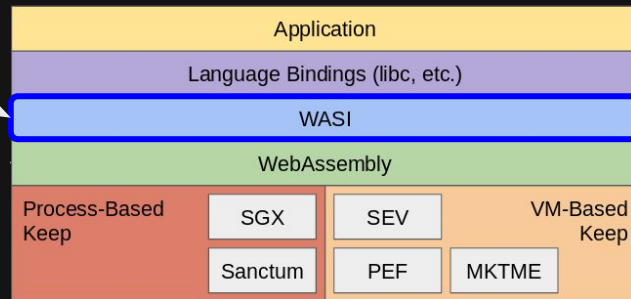 Application
Language Bindings (libc, etc.)
WASI
WebAssembly
Process-Based
Keep
SGX
Sanctum
SEV
PEF
MKTME
VM-Based
Keep